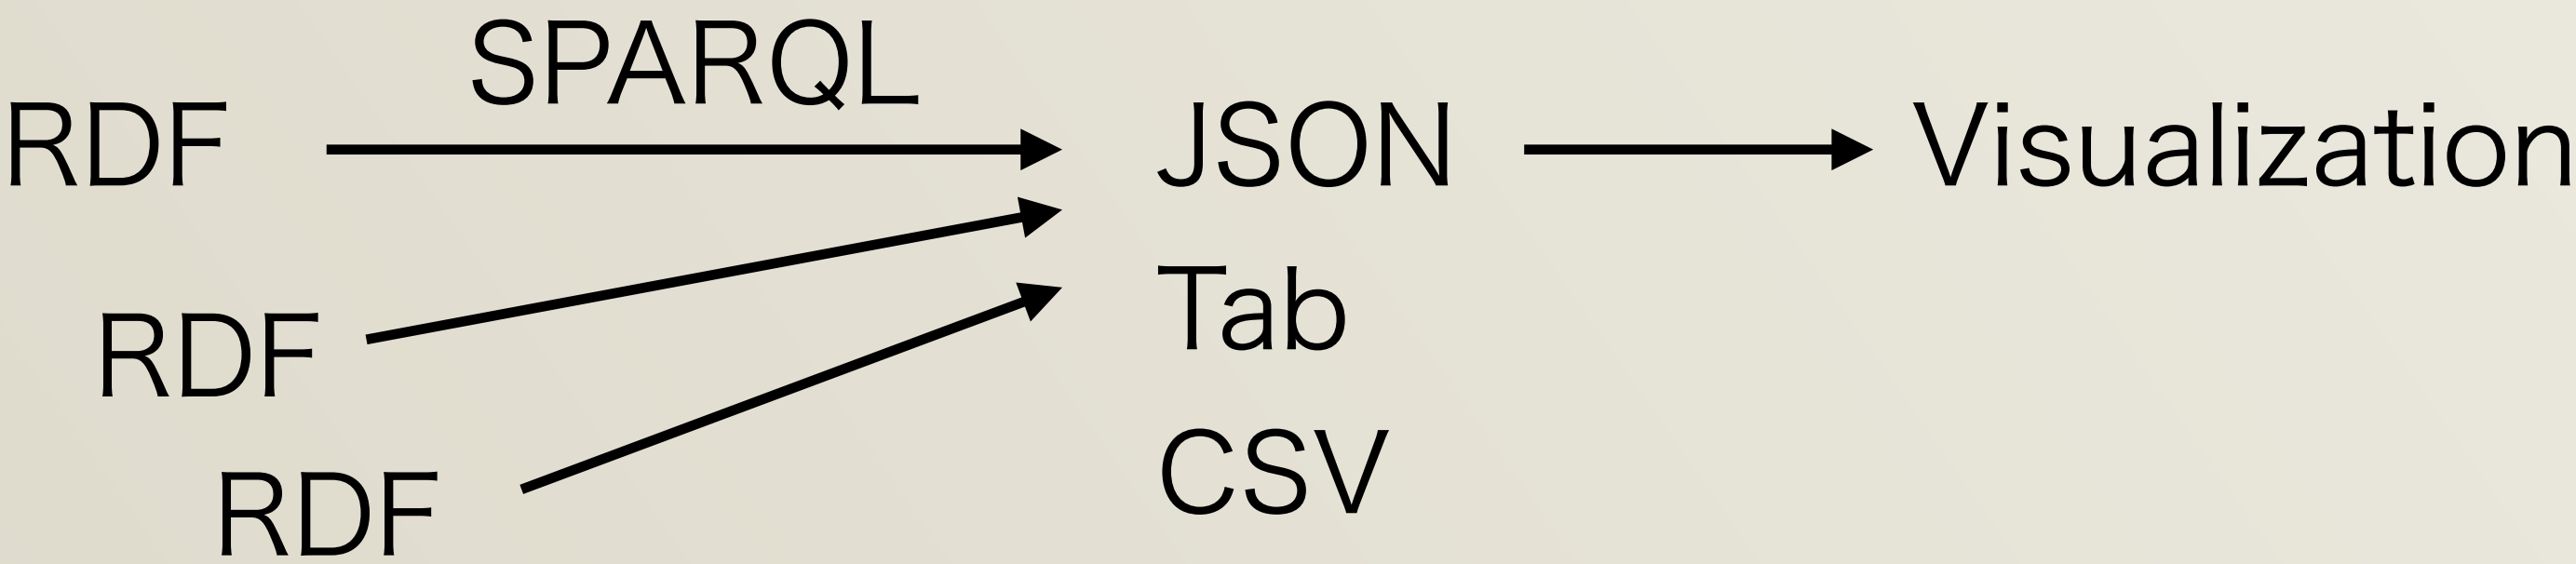 SPARQL
RDF
JSON
Visualization
RDF
Tab
RDF
CSV